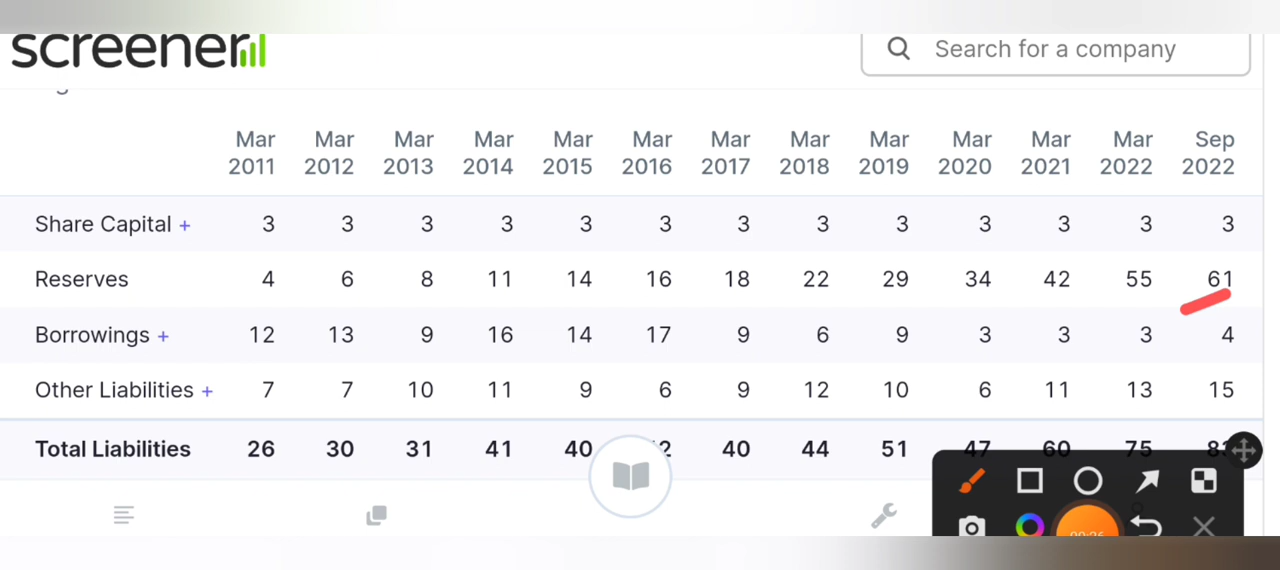 screener
Search for a company
Mar 2011 Mar 2012 Mar 2013 Mar 2014 Mar 2015 Mar 2016 Mar 2017 Mar 2018 Mar 2019 Mar 2020 Mar 2021 Mar 2022 Sep 2022
Share Capital + 3 3 3 3 3 3 3 3 3 3 3 3 3
Reserves 4 6 8 11 14 16 18 22 29 34 42 55 61
Borrowings + 12 13 9 16 14 17 9 6 9 3 3 3 4
Other Liabilities + 7 7 10 11 9 6 9 12 10 6 11 13 15
Total Liabilities 26 30 31 41 40 40 44 51 47 60 75